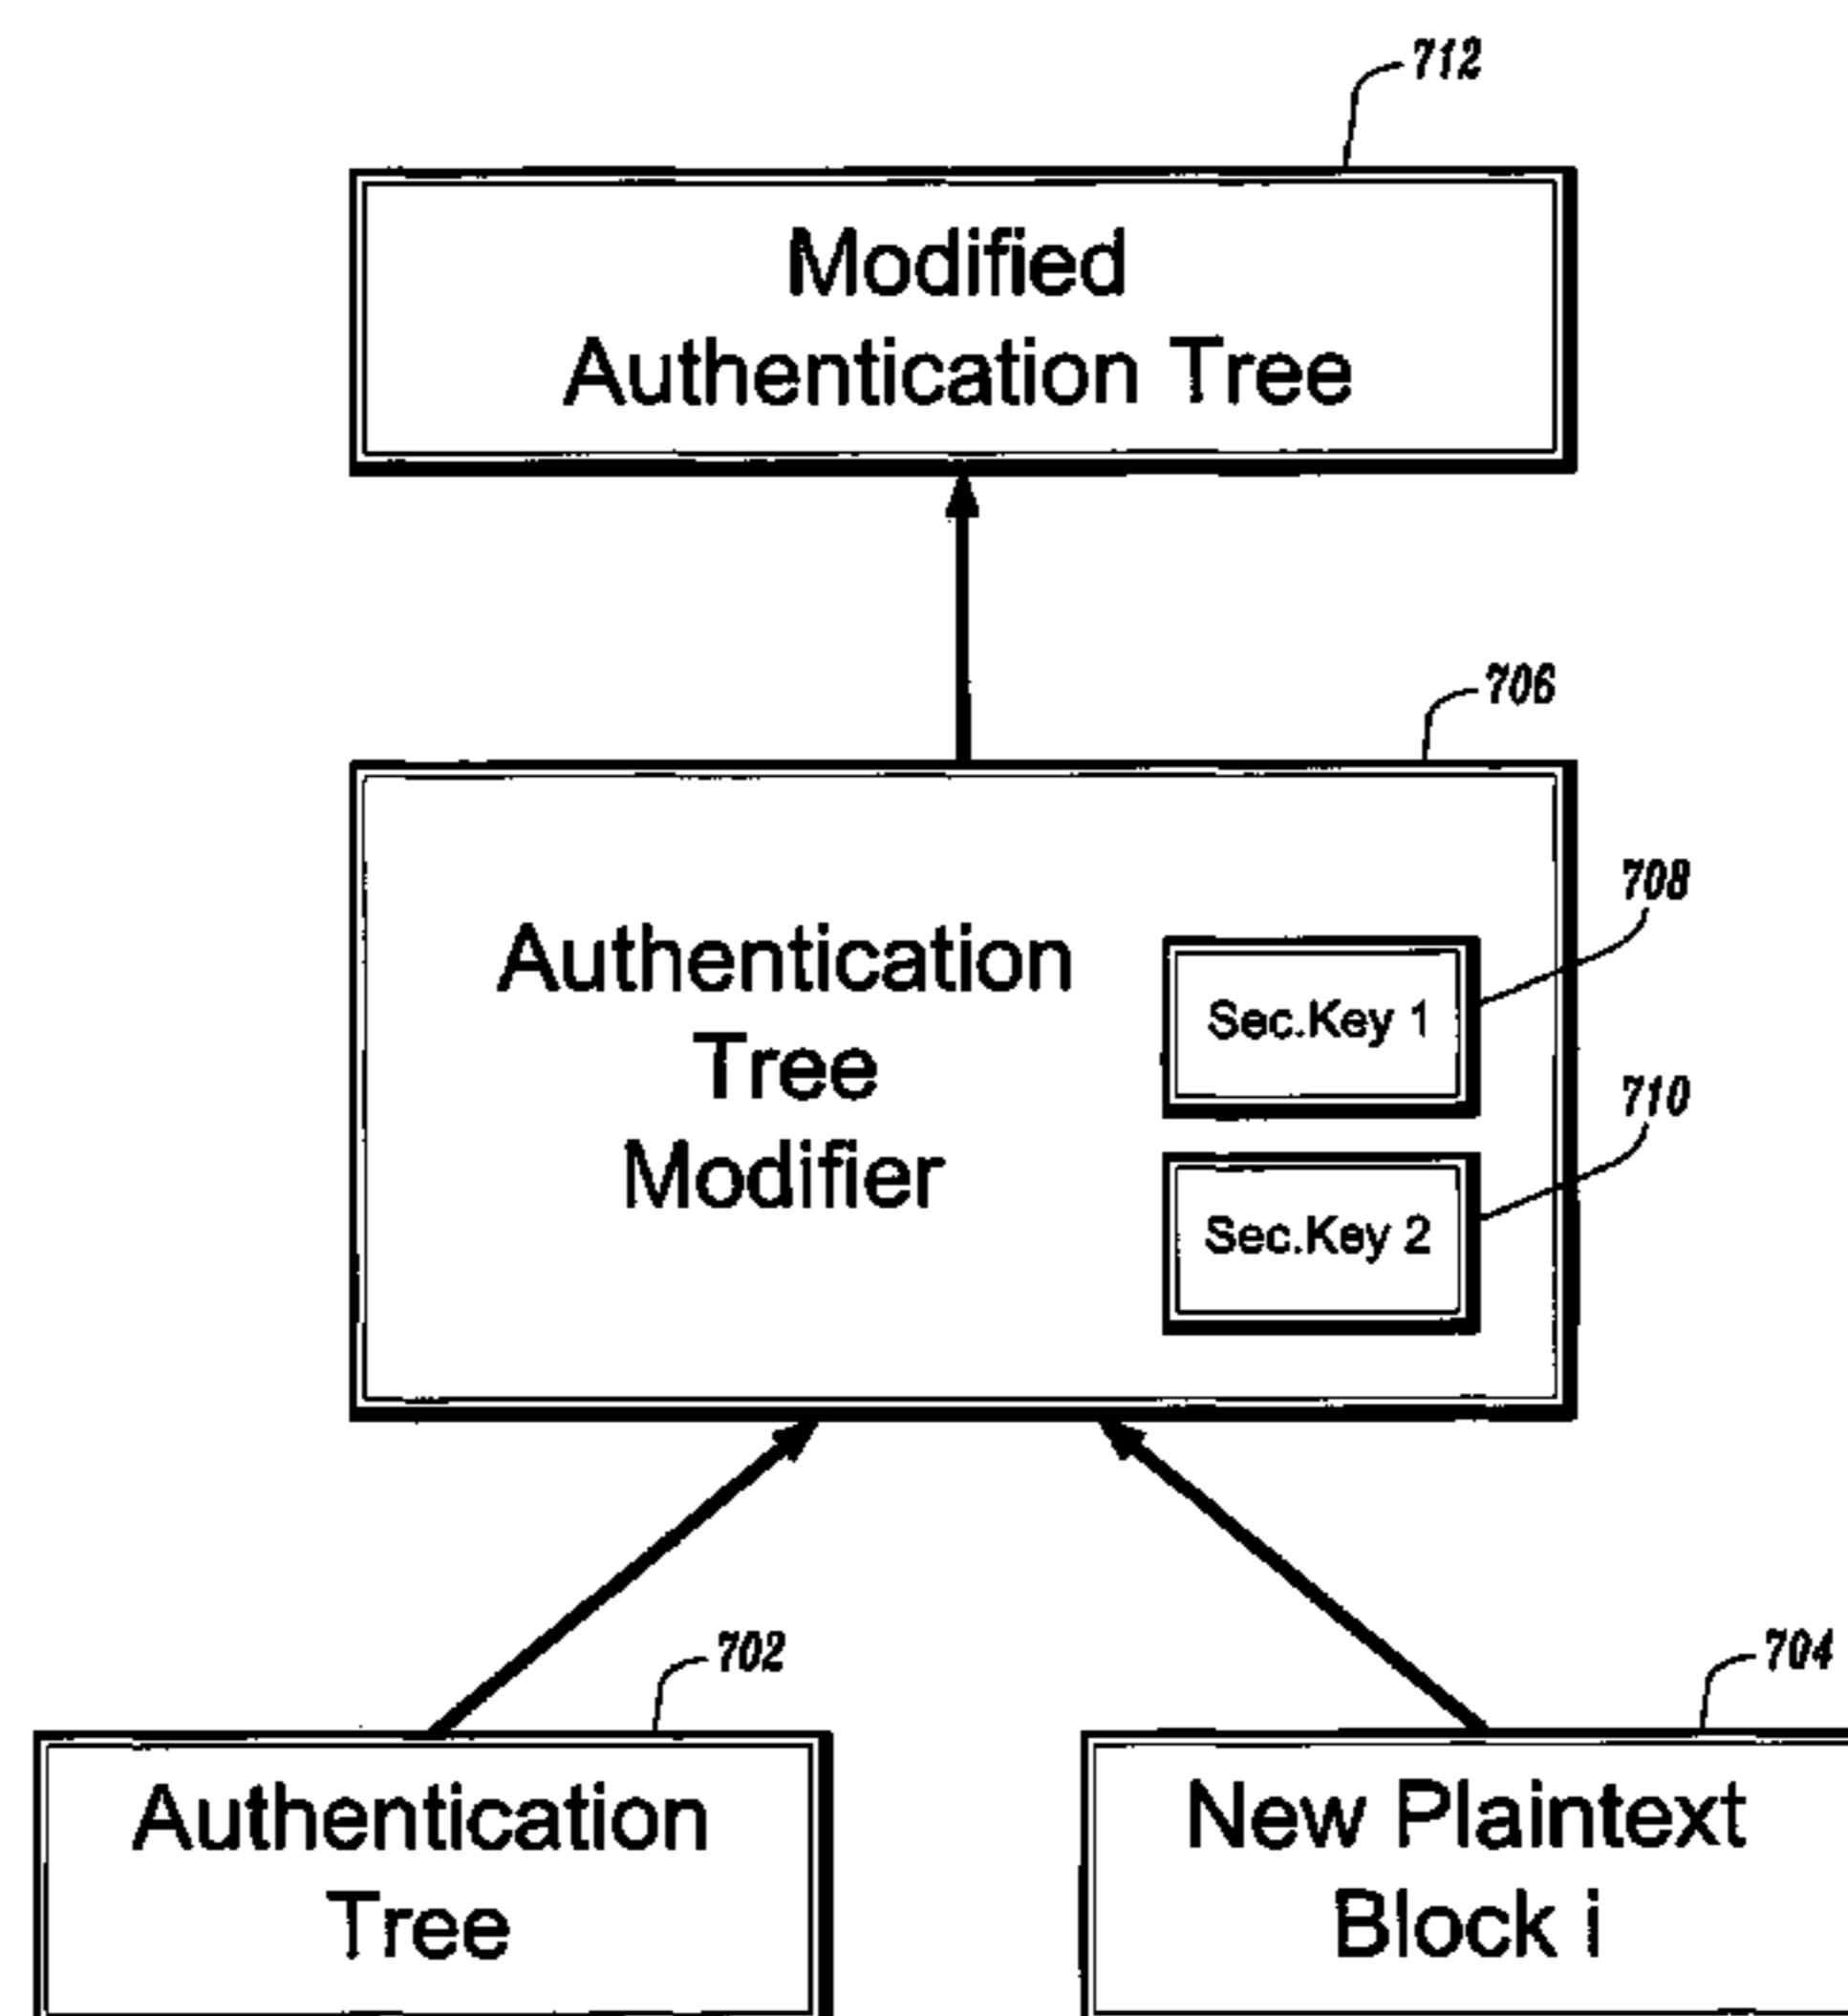 712
Modified
Authentication Tree
706
708
Authentication
Tree
Modifier
Sec.Key 1
710
Sec.Key 2
702
704
Authentication
Tree
New Plaintext
Block i